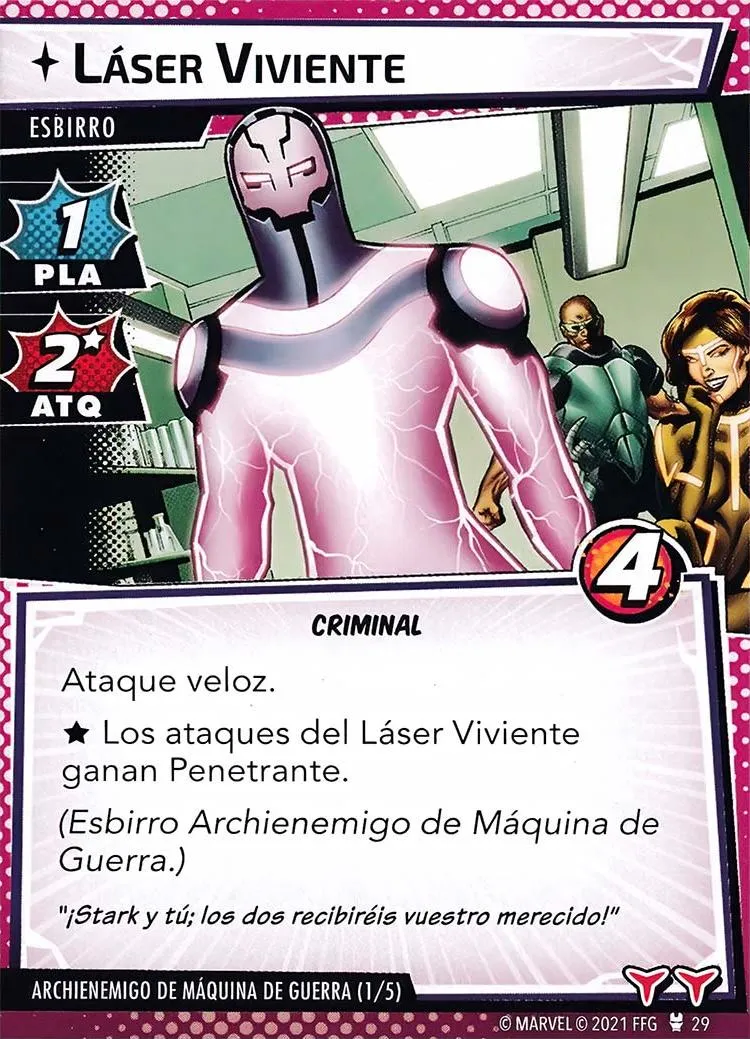 LÁSER VIVIENTE
ESBIRRO
1
PLA
2★
ATQ
4
CRIMINAL
Ataque veloz.
★ Los ataques del Láser Viviente
ganan Penetrante.
(Esbirro Archienemigo de Máquina de
Guerra.)
"¡Stark y tú; los dos recibiréis vuestro merecido!"
ARCHIENEMIGO DE MÁQUINA DE GUERRA (1/5)
© MARVEL © 2021 FFG 29